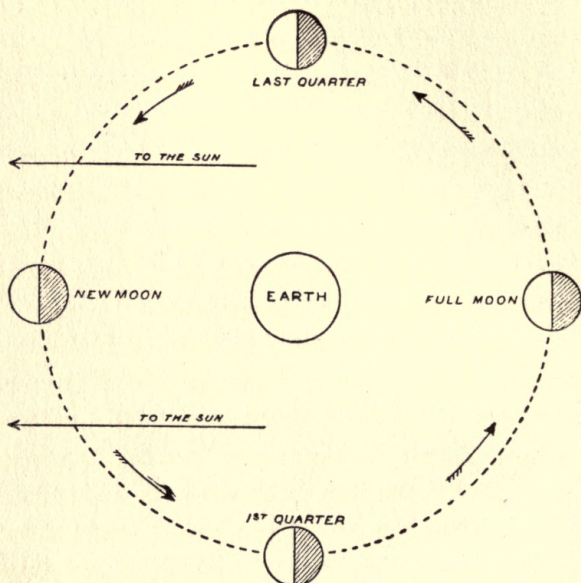 LAST QUARTER
TO THE SUN
NEW MOON
EARTH
FULL MOON
TO THE SUN
1ST QUARTER